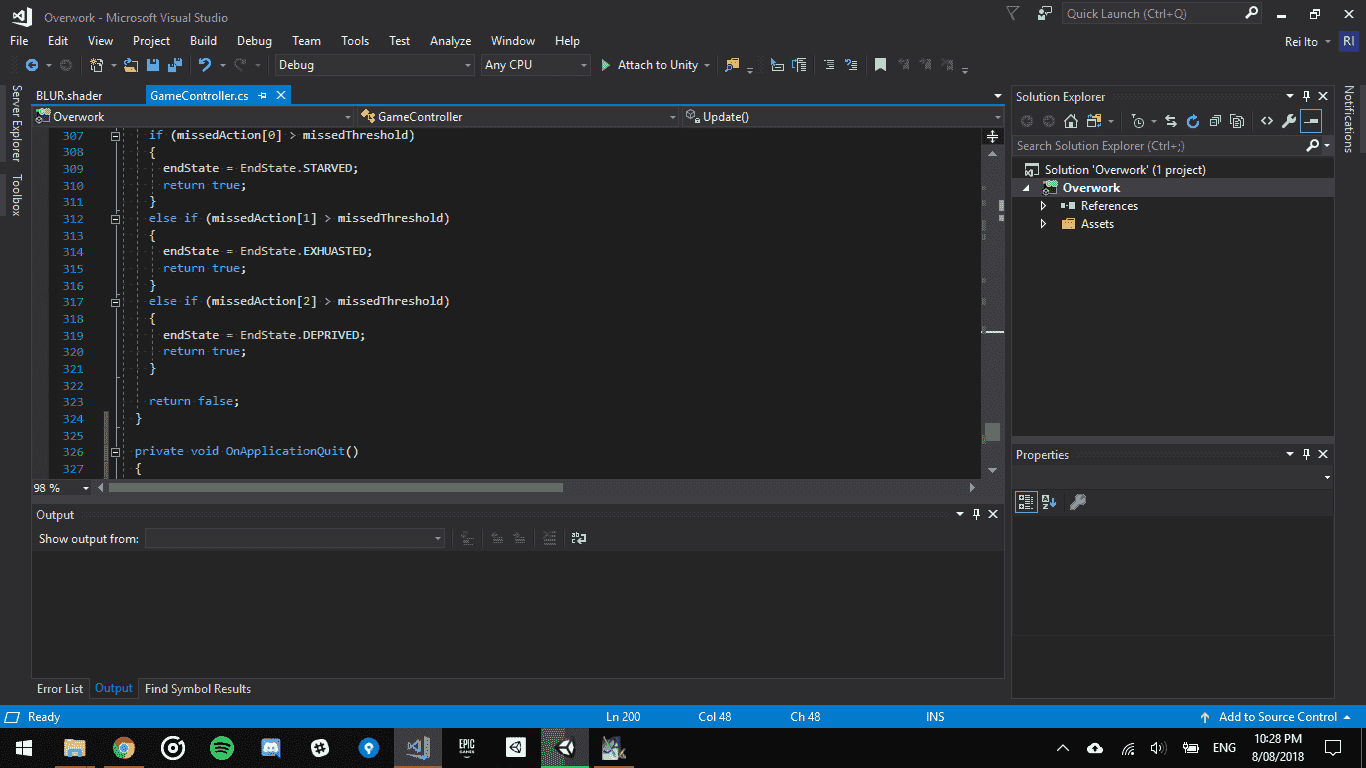 Overwork - Microsoft Visual Studio
Quick Launch (Ctrl+Q)
File Edit View Project Build Debug Team Tools Test Analyze Window Help
Rei Ito RI
Debug Any CPU Attach to Unity
Server Explorer
Toolbox
BLUR.shader GameController.cs
Overwork GameController Update()
307 if (missedAction[0] > missedThreshold)
308 {
309 endState = EndState.STARVED;
310 return true;
311 }
312 else if (missedAction[1] > missedThreshold)
313 {
314 endState = EndState.EXHUASTED;
315 return true;
316 }
317 else if (missedAction[2] > missedThreshold)
318 {
319 endState = EndState.DEPRIVED;
320 return true;
321 }
322
323 return false;
324 }
325
326 private void OnApplicationQuit()
327 {
98 %
Output
Show output from:
Error List Output Find Symbol Results
Solution Explorer
Search Solution Explorer (Ctrl+;)
Solution 'Overwork' (1 project)
Overwork
References
Assets
Properties
Notifications
Ready Ln 200 Col 48 Ch 48 INS Add to Source Control
EPIC
GAMES
ENG
10:28 PM
8/08/2018